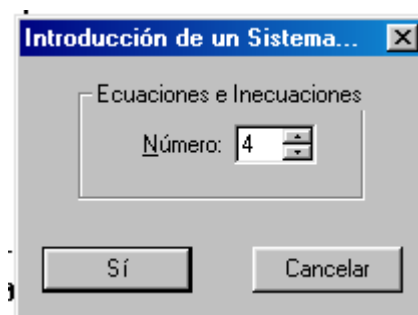 Introducción de un Sistema...
Ecuaciones e Inecuaciones
Número: 4
Sí
Cancelar